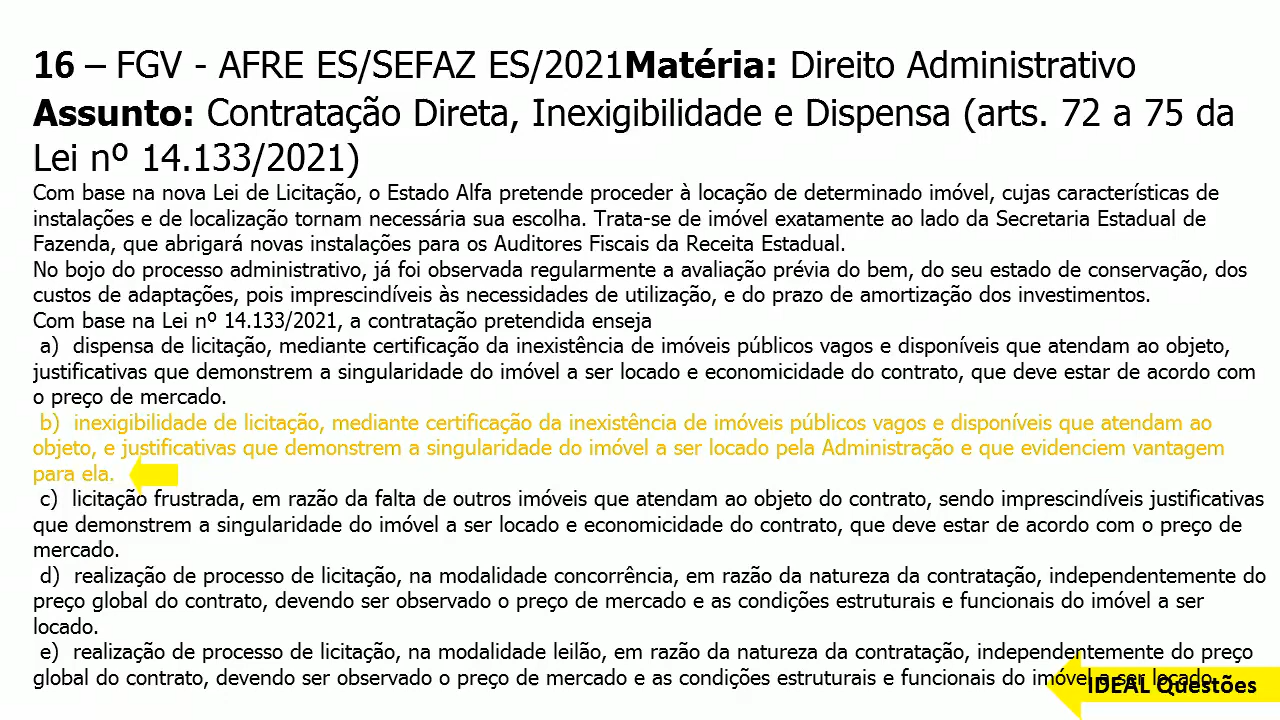 16 – FGV - AFRE ES/SEFAZ ES/2021Matéria: Direito Administrativo
Assunto: Contratação Direta, Inexigibilidade e Dispensa (arts. 72 a 75 da
Lei nº 14.133/2021)
Com base na nova Lei de Licitação, o Estado Alfa pretende proceder à locação de determinado imóvel, cujas características de
instalações e de localização tornam necessária sua escolha. Trata-se de imóvel exatamente ao lado da Secretaria Estadual de
Fazenda, que abrigará novas instalações para os Auditores Fiscais da Receita Estadual.
No bojo do processo administrativo, já foi observada regularmente a avaliação prévia do bem, do seu estado de conservação, dos
custos de adaptações, pois imprescindíveis às necessidades de utilização, e do prazo de amortização dos investimentos.
Com base na Lei nº 14.133/2021, a contratação pretendida enseja
a) dispensa de licitação, mediante certificação da inexistência de imóveis públicos vagos e disponíveis que atendam ao objeto,
justificativas que demonstrem a singularidade do imóvel a ser locado e economicidade do contrato, que deve estar de acordo com
o preço de mercado.
b) inexigibilidade de licitação, mediante certificação da inexistência de imóveis públicos vagos e disponíveis que atendam ao
objeto, e justificativas que demonstrem a singularidade do imóvel a ser locado pela Administração e que evidenciem vantagem
para ela.
c) licitação frustrada, em razão da falta de outros imóveis que atendam ao objeto do contrato, sendo imprescindíveis justificativas
que demonstrem a singularidade do imóvel a ser locado e economicidade do contrato, que deve estar de acordo com o preço de
mercado.
d) realização de processo de licitação, na modalidade concorrência, em razão da natureza da contratação, independentemente do
preço global do contrato, devendo ser observado o preço de mercado e as condições estruturais e funcionais do imóvel a ser
locado.
e) realização de processo de licitação, na modalidade leilão, em razão da natureza da contratação, independentemente do preço
global do contrato, devendo ser observado o preço de mercado e as condições estruturais e funcionais do imóvel a ser locado.
IDEAL Questões